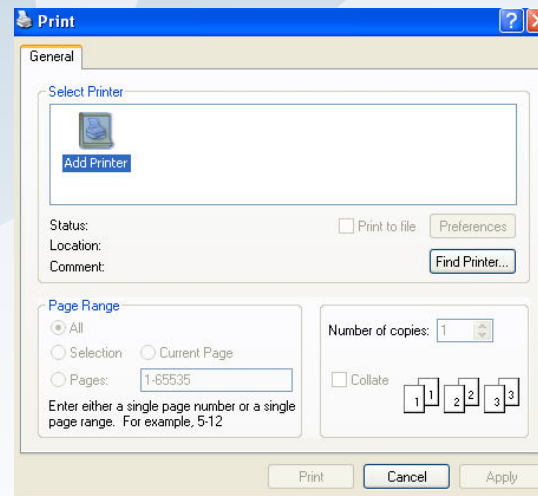 Print
General
Select Printer
Add Printer
Status:
Location:
Comment:
Print to file
Preferences
Find Printer...
Page Range
All
Selection
Current Page
Pages:
1-65535
Enter either a single page number or a single
page range. For example, 5-12
Number of copies: 1
Collate
1 1 2 2 3 3
Print
Cancel
Apply